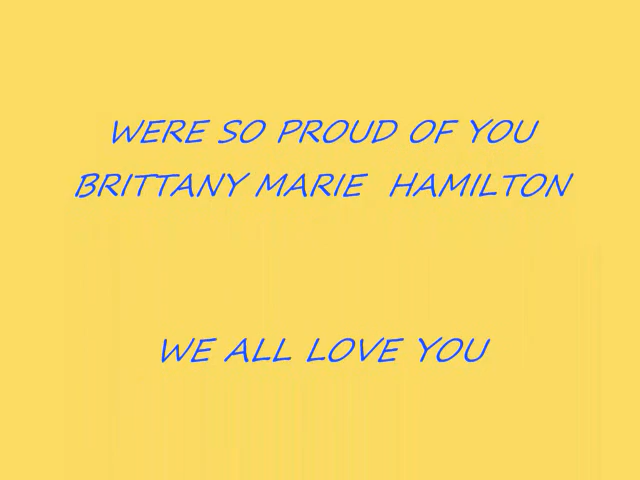 WERE SO PROUD OF YOU
BRITTANY MARIE HAMILTON
WE ALL LOVE YOU